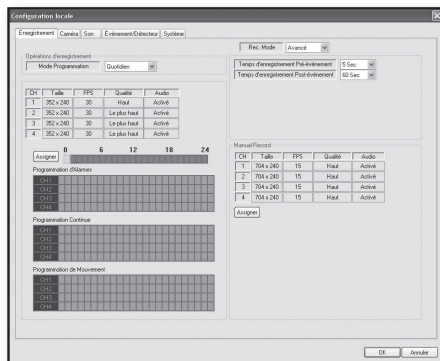 Configuration locale
Enregistrement Caméra Son Evénement/Détecteur Système
Opérations d'enregistrement
Mode Programmation Quotidien
CH Taille FPS Qualité Audio
1 352 x 240 30 Haut Activé
2 352 x 240 30 Le plus haut Activé
3 352 x 240 30 Le plus haut Activé
4 352 x 240 30 Le plus haut Activé
Assigner 0 6 12 18 24
Programmation d'Alarmes
CH1
CH2
CH3
CH4
Programmation Continue
CH1
CH2
CH3
CH4
Programmation de Mouvement
CH1
CH2
CH3
CH4
Rec. Mode Avancé
Temps d'enregistrement Pré-événement 5 Sec
Temps d'enregistrement Post-événement 60 Sec
Manual Record
CH Taille FPS Qualité Audio
1 704 x 240 15 Haut Activé
2 704 x 240 15 Haut Activé
3 704 x 240 15 Haut Activé
4 704 x 240 15 Haut Activé
Assigner
OK Annuler